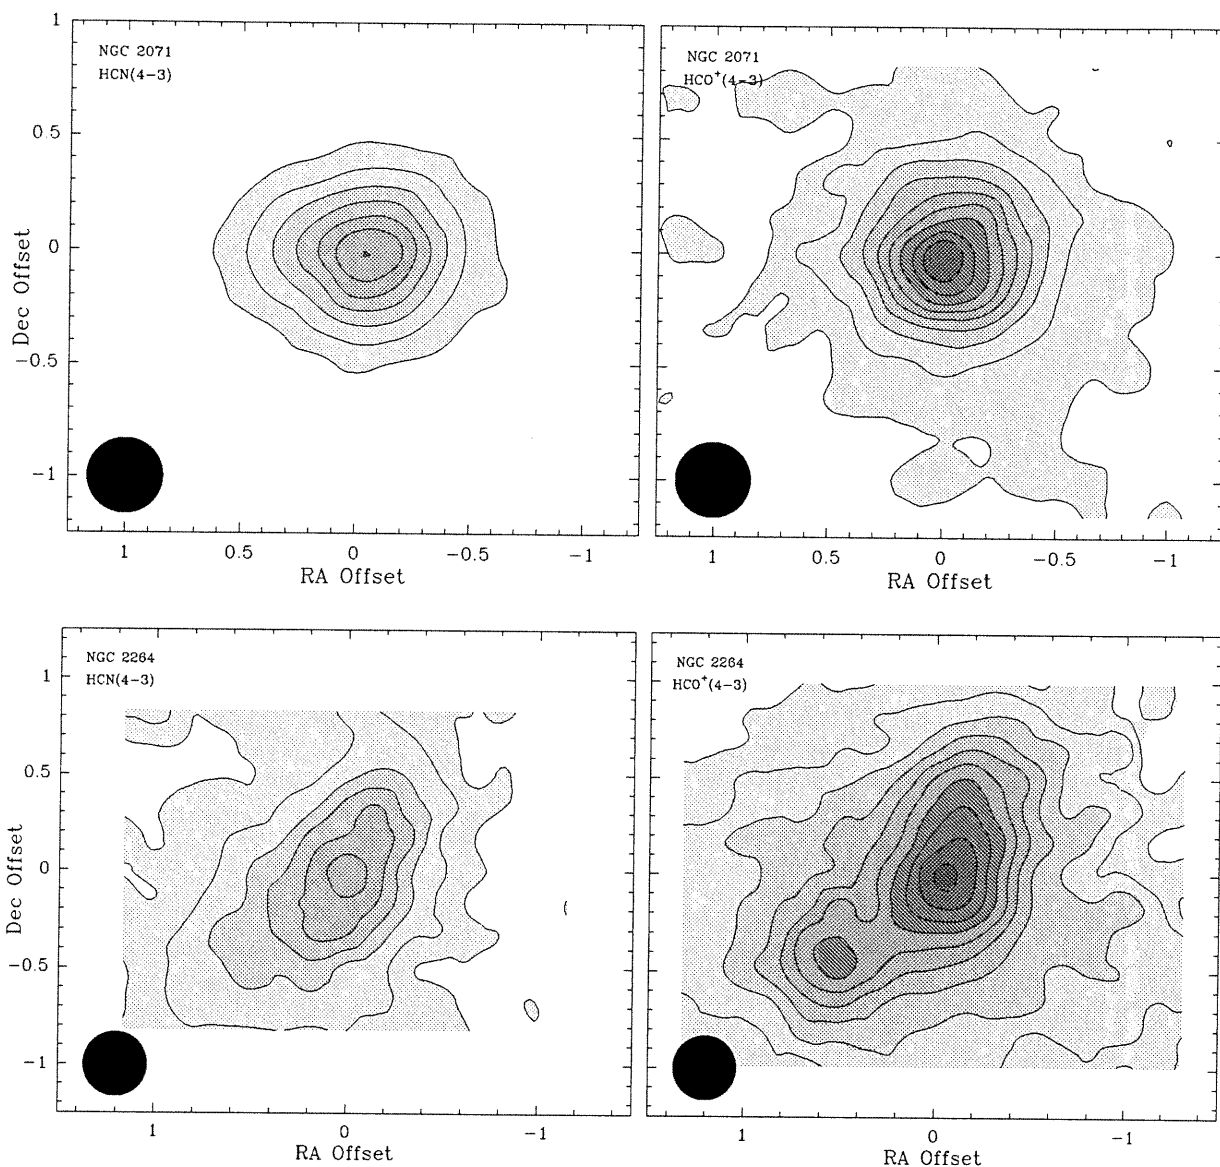 NGC 2071
HCN(4-3)
1
0.5
0
-0.5
-1
Dec Offset
1
0.5
0
-0.5
-1
RA Offset
NGC 2071
HCO⁺(4-3)
1
0.5
0
-0.5
-1
RA Offset
NGC 2264
HCN(4-3)
1
0.5
0
-0.5
-1
Dec Offset
1
0
-1
RA Offset
NGC 2264
HCO⁺(4-3)
1
0
-1
RA Offset